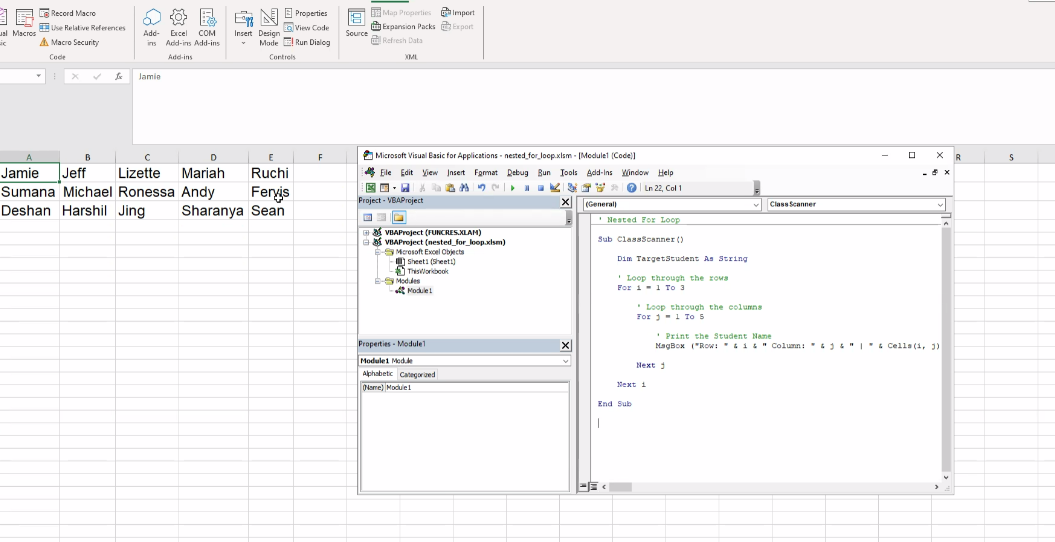 Record Macro
Use Relative References
Macros
Macro Security
Code
Add-ins
Excel Add-ins
COM Add-ins
Add-ins
Insert
Design Mode
Properties
View Code
Run Dialog
Controls
Source
Map Properties
Expansion Packs
Refresh Data
Import
Export
XML
fx Jamie
A B C D E F R S
Jamie Jeff Lizette Mariah Ruchi
Sumana Michael Ronessa Andy
Deshan Harshil Jing Sharanya Sean
Microsoft Visual Basic for Applications - nested_for_loop.xlsm - [Module1 (Code)]
File Edit View Insert Format Debug Run Tools Add-Ins Window Help
Ln 22, Col 1
Project - VBAProject
VBAProject (FUNCRES.XLAM)
VBAProject (nested_for_loop.xlsm)
Microsoft Excel Objects
Sheet1 (Sheet1)
ThisWorkbook
Modules
Module1
Properties - Module1
Module1 Module
Alphabetic Categorized
(Name) Module1
(General) ClassScanner
' Nested For Loop
Sub ClassScanner()
Dim TargetStudent As String
' Loop through the rows
For i = 1 To 3
' Loop through the columns
For j = 1 To 5
' Print the Student Name
MsgBox ("Row: " & i & " Column: " & j & " | " & Cells(i, j)
Next j
Next i
End Sub